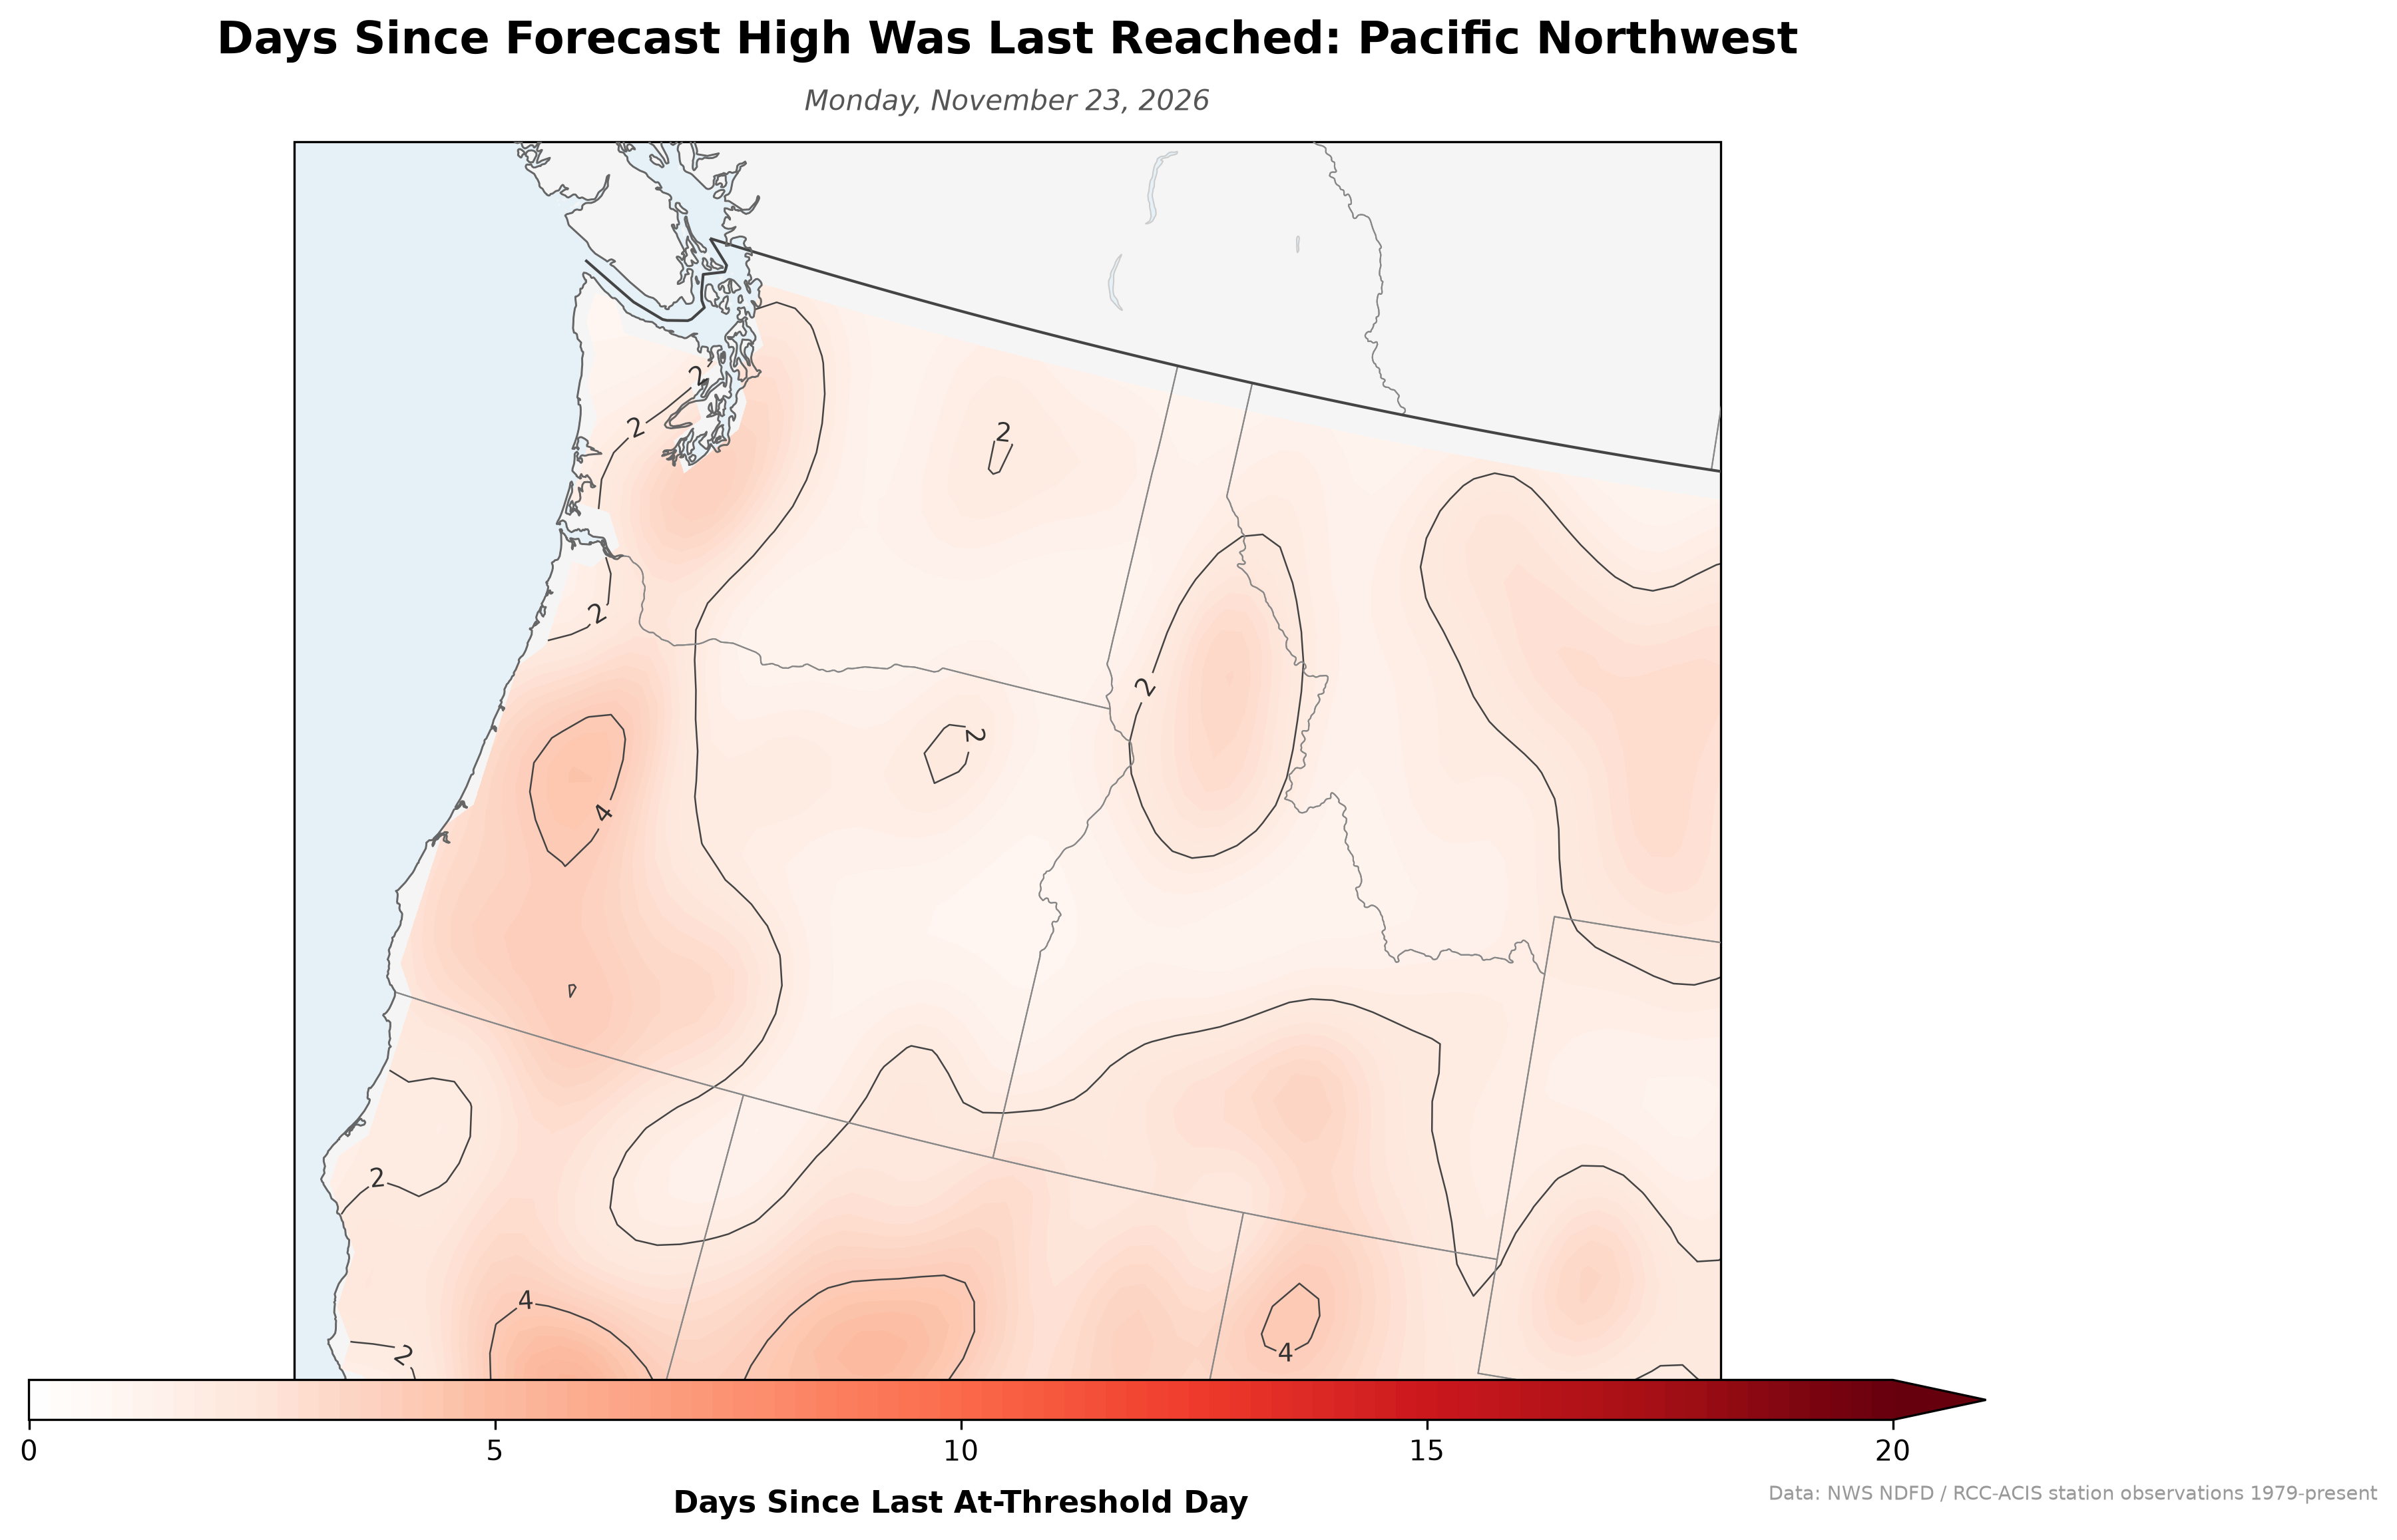 Days Since Forecast High Was Last Reached: Pacific Northwest
Monday, November 23, 2026
2
2
2
2
2
2
4
2
4
4
2
0 5 10 15 20
Days Since Last At-Threshold Day
Data: NWS NDFD / RCC-ACIS station observations 1979-present